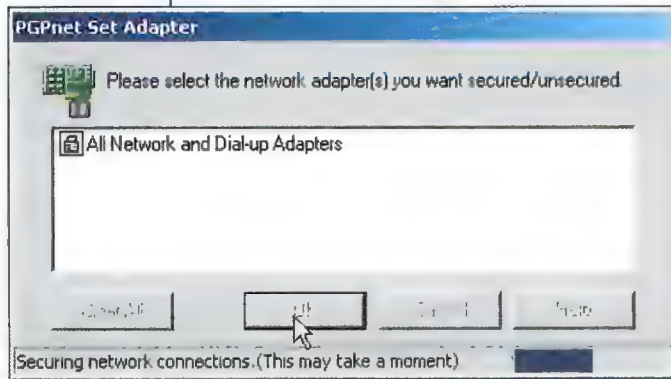 PGPnet Set Adapter
Please select the network adapter(s) you want secured/unsecured.
All Network and Dial-up Adapters
Securing network connections.(This may take a moment)